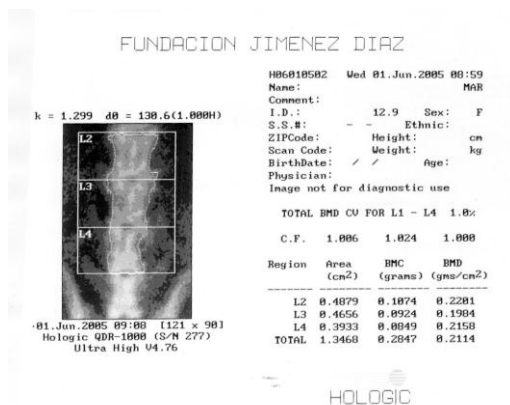 FUNDACION JIMENEZ DIAZ
k = 1.299 d0 = 130.6(1.000H)
L2
L3
L4
·01.Jun.2005 09:08 [121 x 90]
Hologic QDR-1000 (S/N 277)
Ultra High V4.76
H06010502 Wed 01.Jun.2005 08:59
Name: MAR
Comment:
I.D.: 12.9 Sex: F
S.S.#: - - Ethnic:
ZIPCode: Height: cm
Scan Code: Weight: kg
BirthDate: / / Age:
Physician:
Image not for diagnostic use
TOTAL BMD CV FOR L1 - L4 1.0%
C.F. 1.006 1.024 1.000
Region Area BMC BMD
(cm2) (grams) (gms/cm2)
L2 0.4879 0.1074 0.2201
L3 0.4656 0.0924 0.1984
L4 0.3933 0.0849 0.2158
TOTAL 1.3468 0.2847 0.2114
HOLOGIC